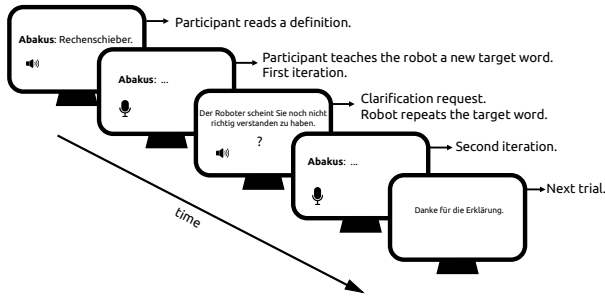 Abakus: Rechenschieber.
Participant reads a definition.
Abakus: ...
Participant teaches the robot a new target word.
First iteration.
Der Roboter scheint Sie noch nicht
richtig verstanden zu haben.
?
Clarification request.
Robot repeats the target word.
Abakus: ...
Second iteration.
Danke für die Erklärung.
Next trial.
time